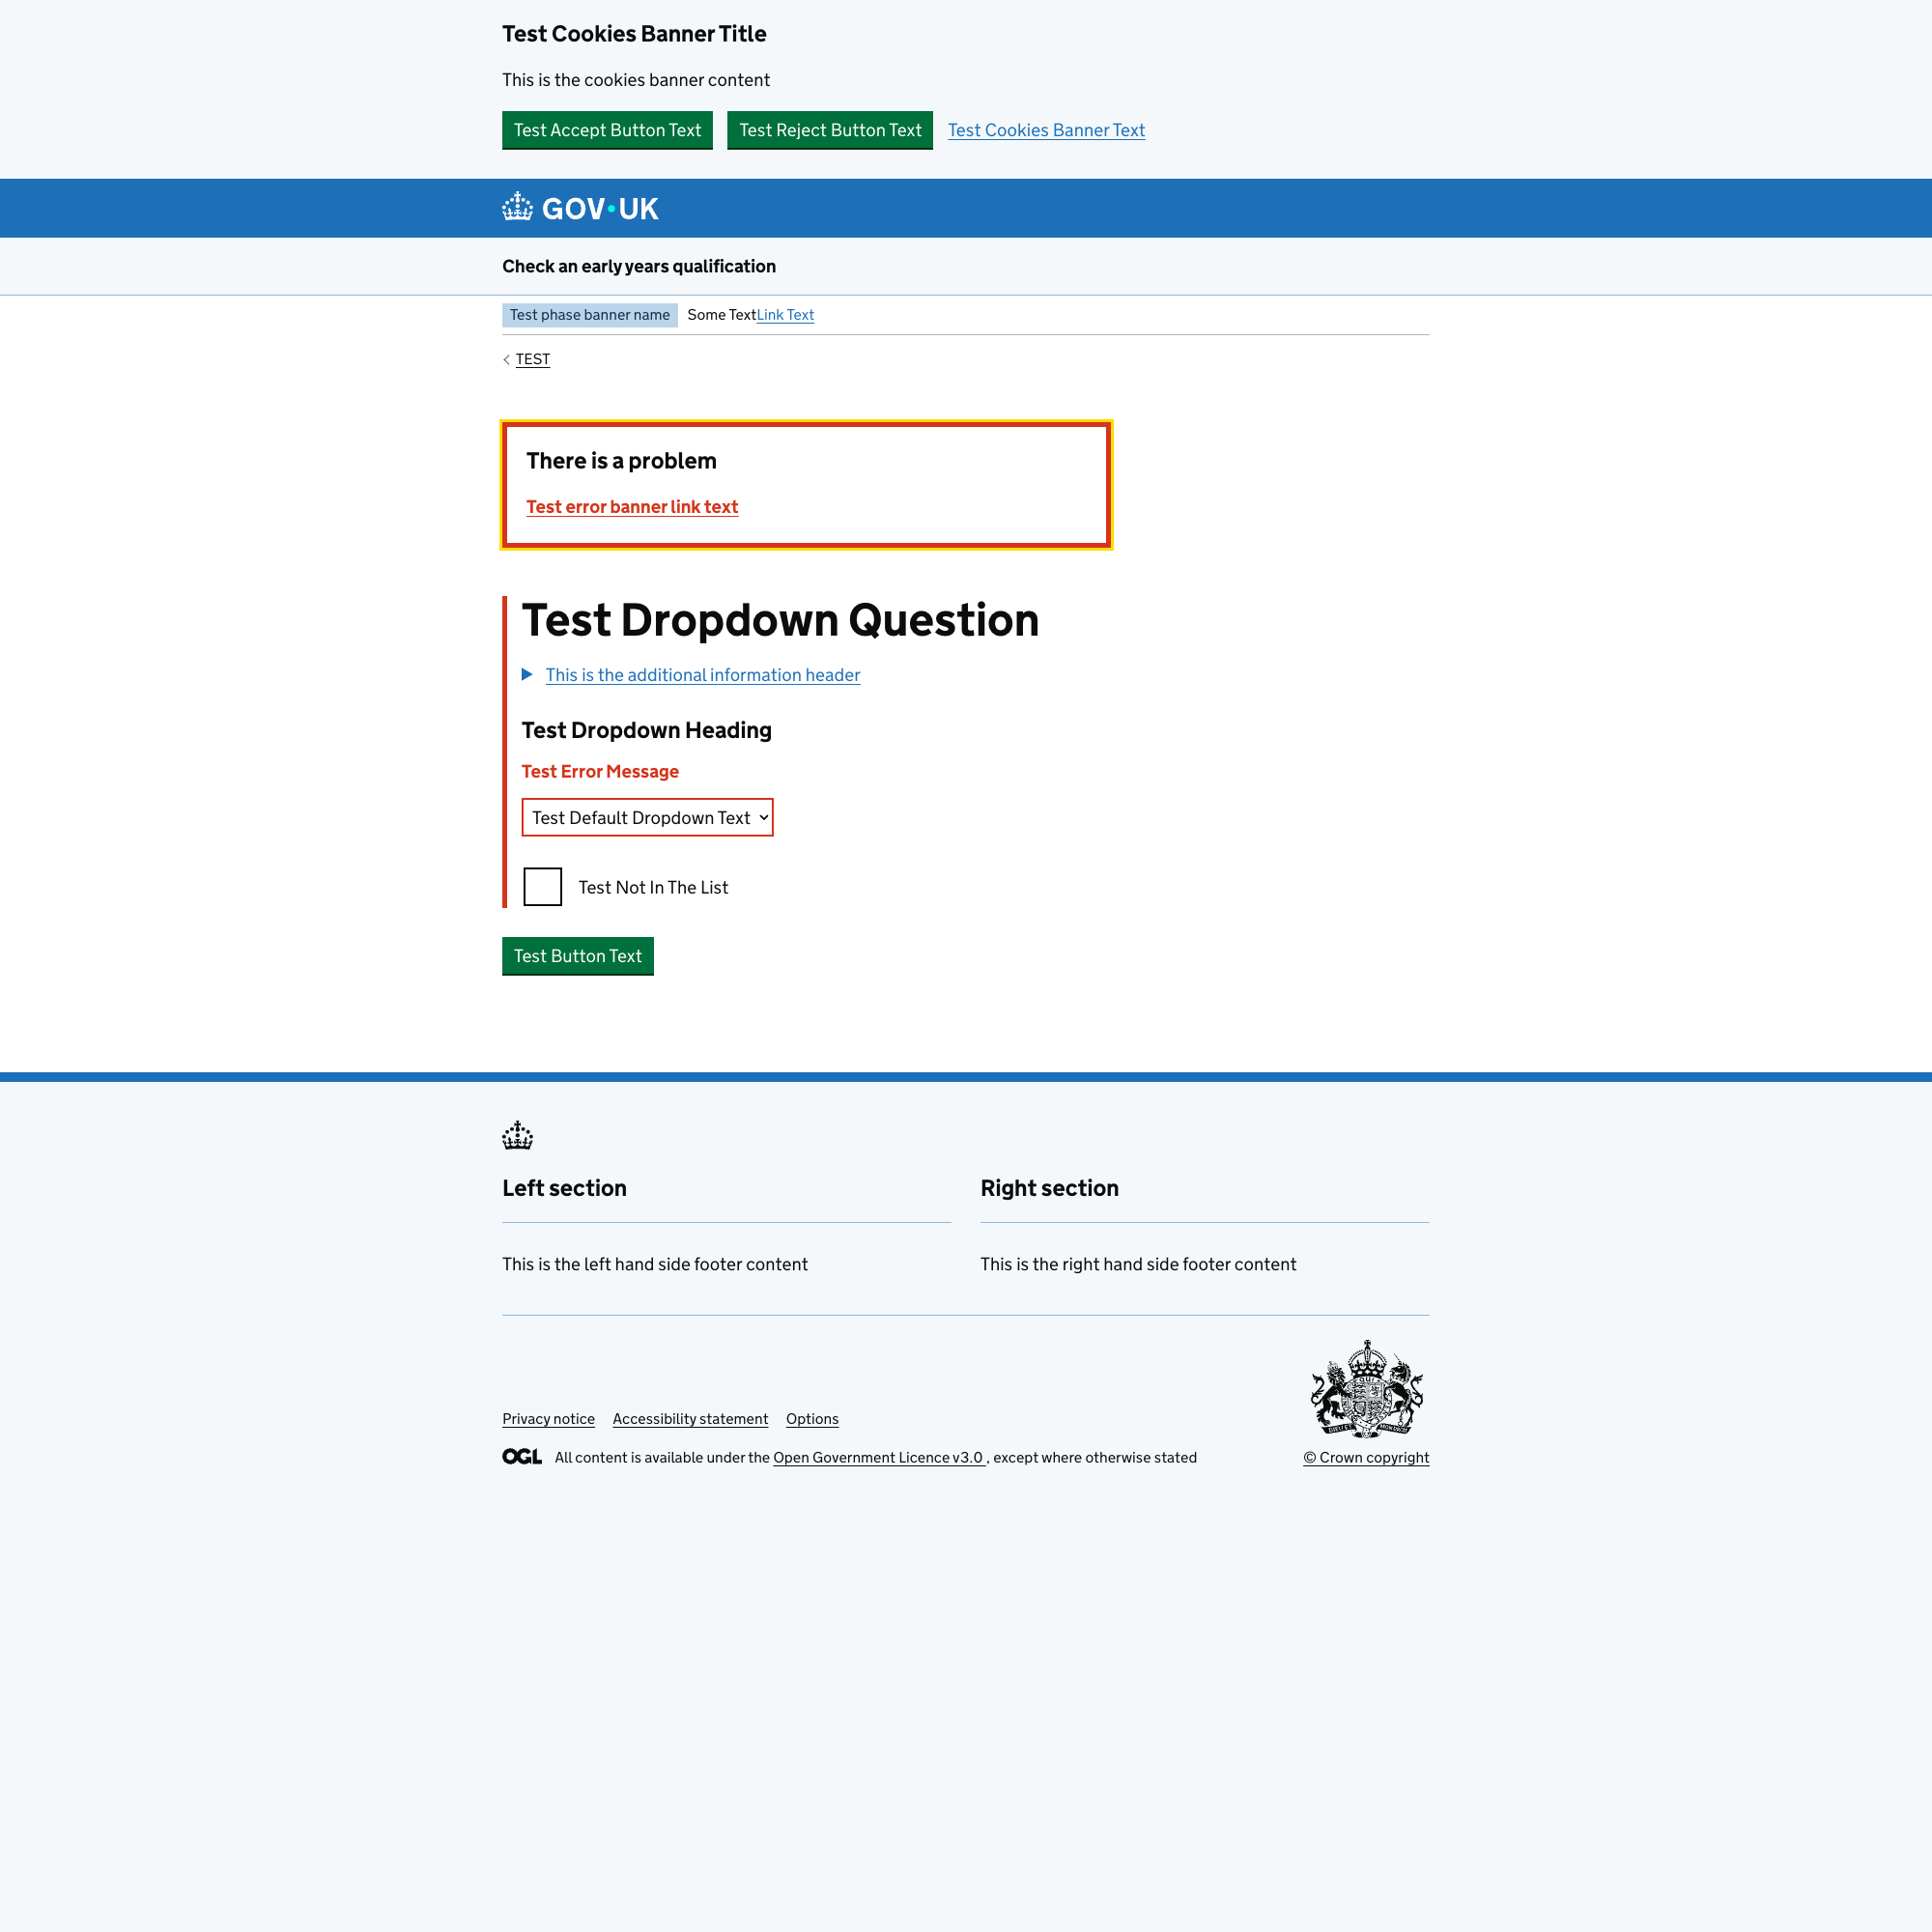 Test Cookies Banner Title
This is the cookies banner content
Test Accept Button Text Test Reject Button Text Test Cookies Banner Text
GOV·UK
Check an early years qualification
Test phase banner name Some TextLink Text
TEST
There is a problem
Test error banner link text
Test Dropdown Question
This is the additional information header
Test Dropdown Heading
Test Error Message
Test Default Dropdown Text
Test Not In The List
Test Button Text
Left section
Right section
This is the left hand side footer content
This is the right hand side footer content
Privacy notice Accessibility statement Options
OGL All content is available under the Open Government Licence v3.0 , except where otherwise stated
© Crown copyright